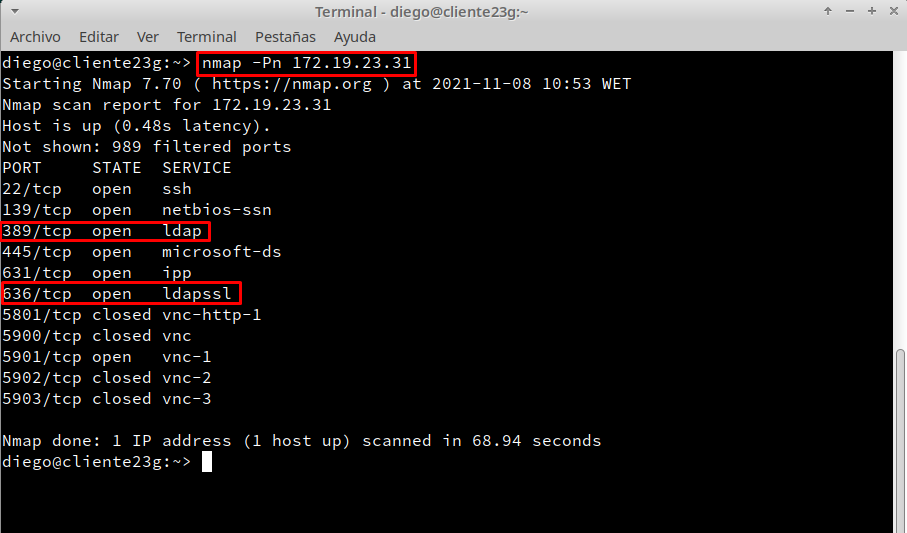 Terminal - diego@cliente23g:~
Archivo Editar Ver Terminal Pestañas Ayuda
diego@cliente23g:~> nmap -Pn 172.19.23.31
Starting Nmap 7.70 ( https://nmap.org ) at 2021-11-08 10:53 WET
Nmap scan report for 172.19.23.31
Host is up (0.48s latency).
Not shown: 989 filtered ports
PORT     STATE  SERVICE
22/tcp   open   ssh
139/tcp  open   netbios-ssn
389/tcp  open   ldap
445/tcp  open   microsoft-ds
631/tcp  open   ipp
636/tcp  open   ldapssl
5801/tcp closed vnc-http-1
5900/tcp closed vnc
5901/tcp open   vnc-1
5902/tcp closed vnc-2
5903/tcp closed vnc-3
Nmap done: 1 IP address (1 host up) scanned in 68.94 seconds
diego@cliente23g:~>